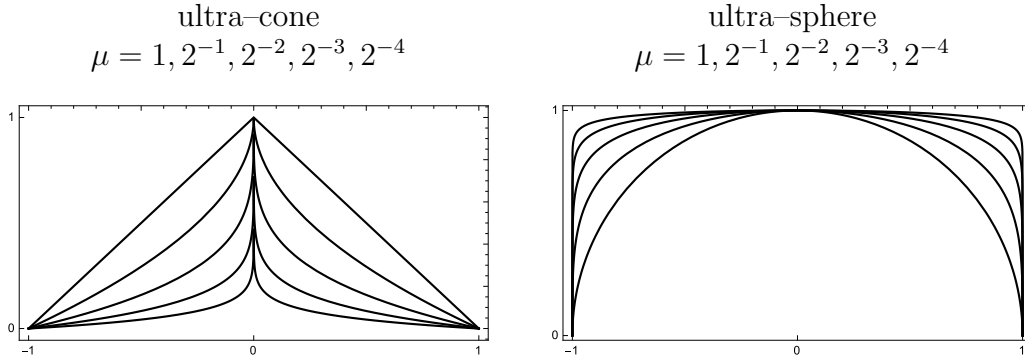 ultra–cone
μ = 1, 2⁻¹, 2⁻², 2⁻³, 2⁻⁴
1
0
−1
0
1
ultra–sphere
μ = 1, 2⁻¹, 2⁻², 2⁻³, 2⁻⁴
1
0
−1
0
1